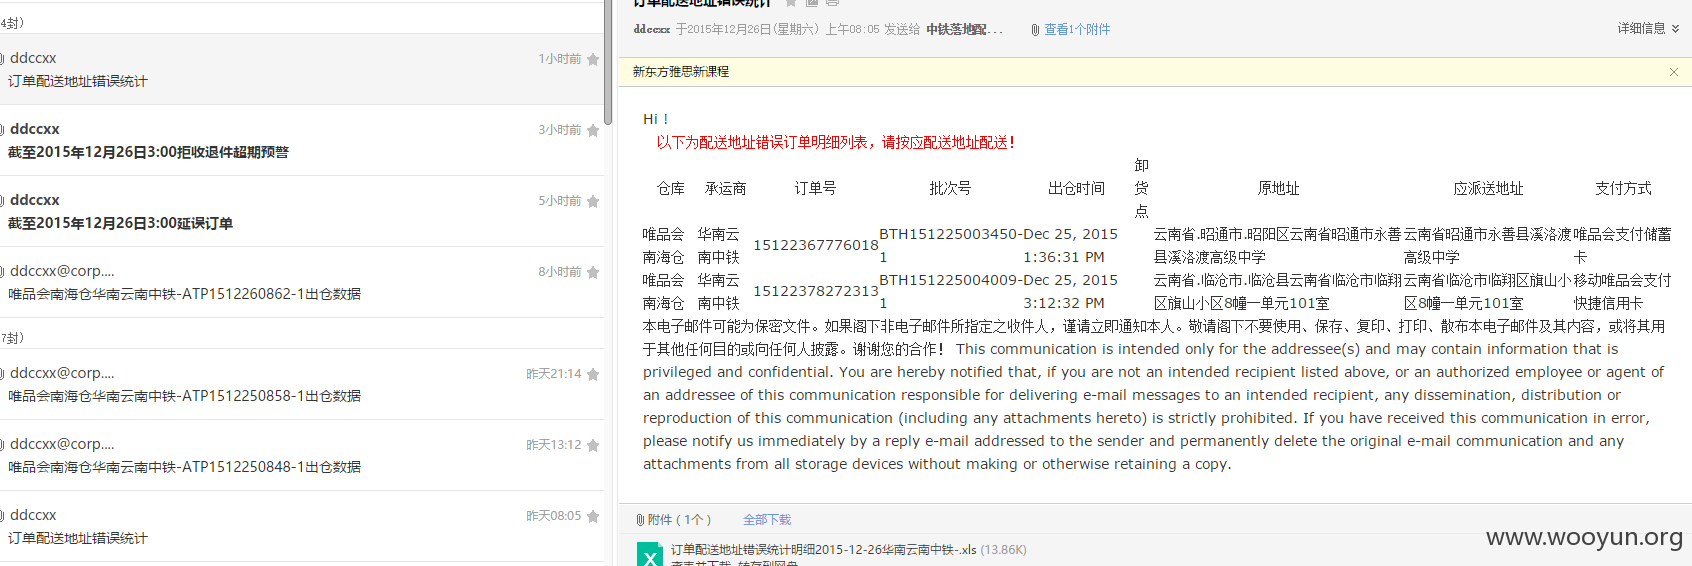 4封）
ddccxx
1小时前
订单配送地址错误统计
ddccxx
3小时前
截至2015年12月26日3:00拒收退件超期预警
ddccxx
5小时前
截至2015年12月26日3:00延误订单
ddccxx@corp....
8小时前
唯品会南海仓华南云南中铁-ATP1512260862-1出仓数据
7封）
ddccxx@corp....
昨天21:14
唯品会南海仓华南云南中铁-ATP1512250858-1出仓数据
ddccxx@corp....
昨天13:12
唯品会南海仓华南云南中铁-ATP1512250848-1出仓数据
ddccxx
昨天08:05
订单配送地址错误统计
订单配送地址错误统计
ddccxx 于2015年12月26日(星期六) 上午08:05 发送给 中铁落地配... 查看1个附件
详细信息
新东方雅思新课程
Hi !
以下为配送地址错误订单明细列表，请按应配送地址配送！
仓库 承运商 订单号 批次号 出仓时间 卸货点 原地址 应派送地址 支付方式
唯品会 华南云 15122367776018 BTH151225003450- Dec 25, 2015 云南省.昭通市.昭阳区云南省昭通市永善 云南省昭通市永善县溪洛渡 唯品会支付储蓄
南海仓 南中铁 1 1:36:31 PM 县溪洛渡高级中学 高级中学 卡
唯品会 华南云 15122378272313 BTH151225004009- Dec 25, 2015 云南省.临沧市.临沧县云南省临沧市临翔 云南省临沧市临翔区旗山小 移动唯品会支付
南海仓 南中铁 1 3:12:32 PM 区旗山小区8幢一单元101室 区8幢一单元101室 快捷信用卡
本电子邮件可能为保密文件。如果阁下非电子邮件所指定之收件人，谨请立即通知本人。敬请阁下不要使用、保存、复印、打印、散布本电子邮件及其内容，或将其用
于其他任何目的或向任何人披露。谢谢您的合作！ This communication is intended only for the addressee(s) and may contain information that is
privileged and confidential. You are hereby notified that, if you are not an intended recipient listed above, or an authorized employee or agent of
an addressee of this communication responsible for delivering e-mail messages to an intended recipient, any dissemination, distribution or
reproduction of this communication (including any attachments hereto) is strictly prohibited. If you have received this communication in error,
please notify us immediately by a reply e-mail addressed to the sender and permanently delete the original e-mail communication and any
attachments from all storage devices without making or otherwise retaining a copy.
附件（1个） 全部下载
订单配送地址错误统计明细2015-12-26华南云南中铁-.xls (13.86K)
www.wooyun.org